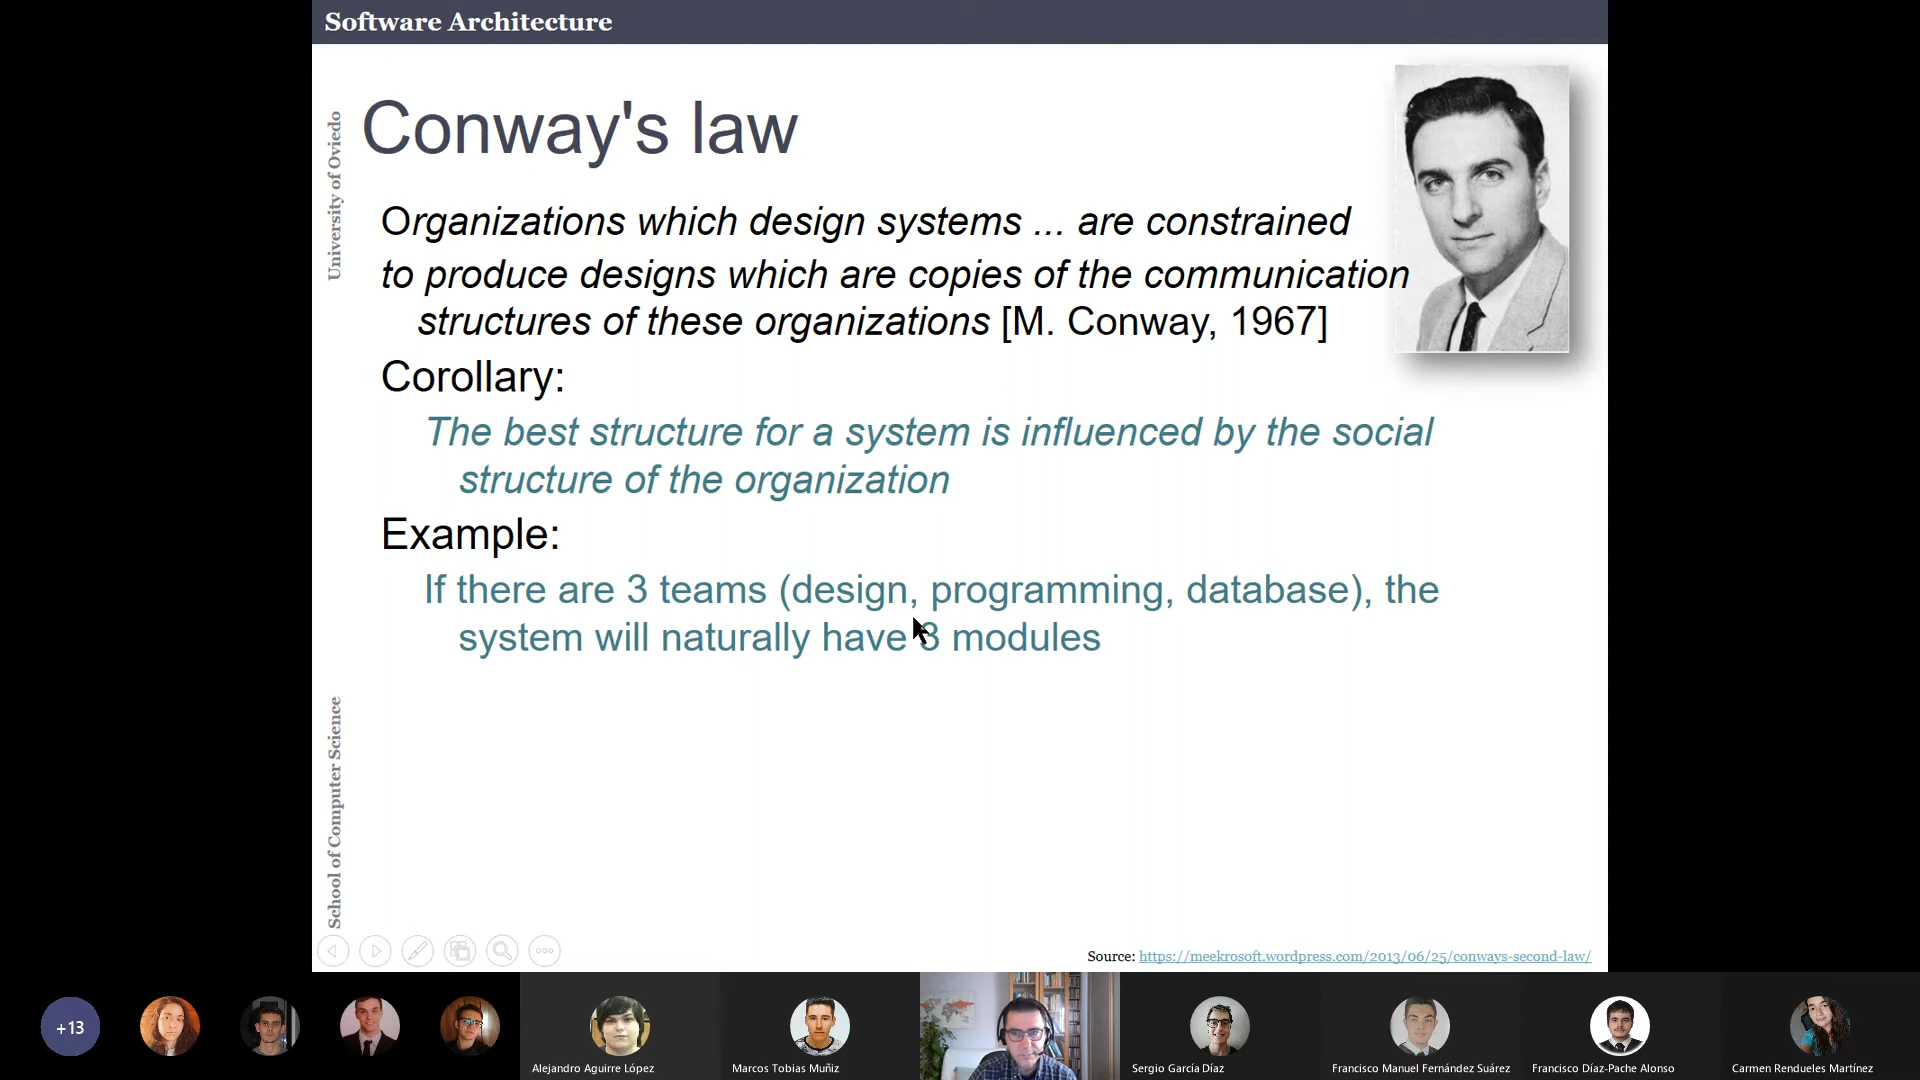 Software Architecture
University of Oviedo
Conway's law
Organizations which design systems ... are constrained
to produce designs which are copies of the communication
structures of these organizations [M. Conway, 1967]
Corollary:
The best structure for a system is influenced by the social
structure of the organization
Example:
If there are 3 teams (design, programming, database), the
system will naturally have 3 modules
School of Computer Science
Source: https://meekrosoft.wordpress.com/2013/06/25/conways-second-law/
+13
Alejandro Aguirre López
Marcos Tobias Muñiz
Sergio García Díaz
Francisco Manuel Fernández Suárez
Francisco Díaz-Pache Alonso
Carmen Rendueles Martínez